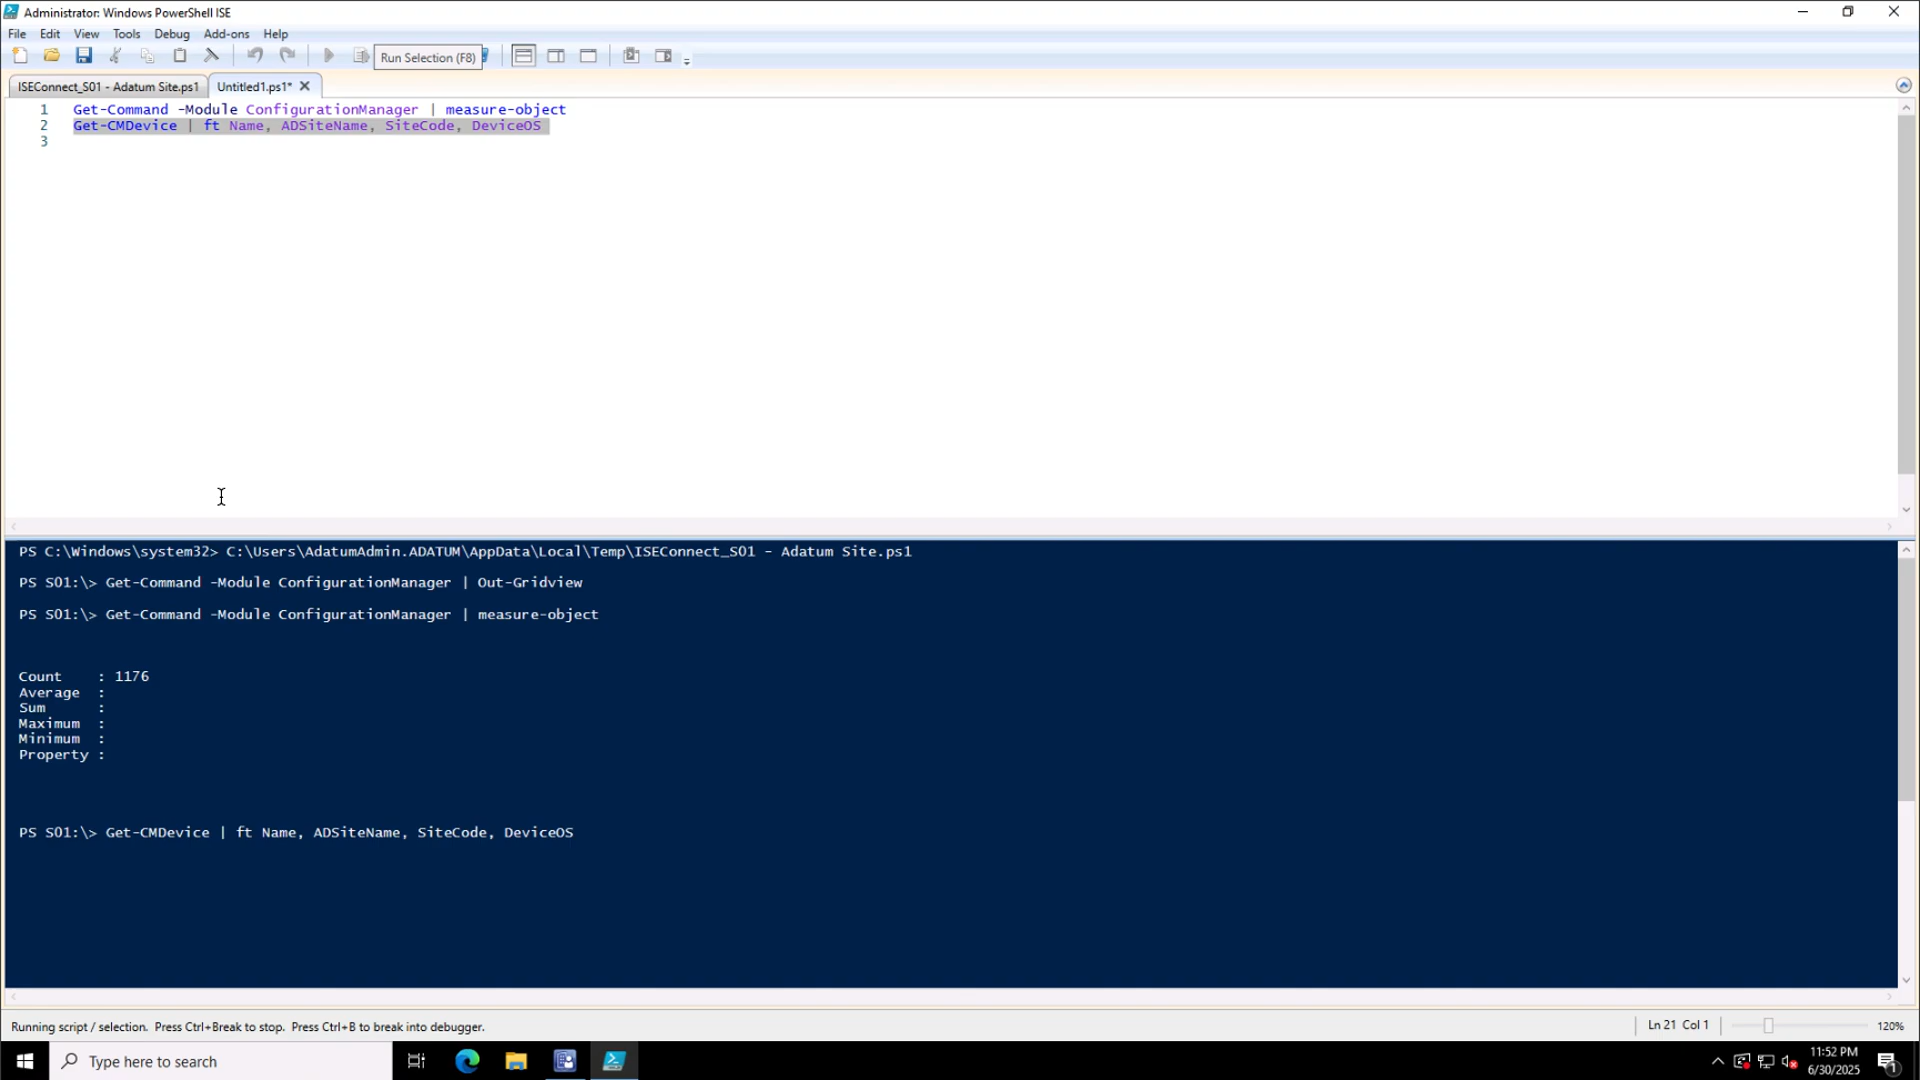 Administrator: Windows PowerShell ISE
File Edit View Tools Debug Add-ons Help
Run Selection (F8)
ISEConnect_S01 - Adatum Site.ps1 Untitled1.ps1*
1 Get-Command -Module ConfigurationManager | measure-object
2 Get-CMDevice | ft Name, ADSiteName, SiteCode, DeviceOS
3
PS C:\Windows\system32> C:\Users\AdatumAdmin.ADATUM\AppData\Local\Temp\ISEConnect_S01 - Adatum Site.ps1
PS S01:\> Get-Command -Module ConfigurationManager | Out-Gridview
PS S01:\> Get-Command -Module ConfigurationManager | measure-object
Count : 1176
Average :
Sum :
Maximum :
Minimum :
Property :
PS S01:\> Get-CMDevice | ft Name, ADSiteName, SiteCode, DeviceOS
Running script / selection. Press Ctrl+Break to stop. Press Ctrl+B to break into debugger.
Ln 21 Col 1
120%
Type here to search
11:52 PM
6/30/2025
1